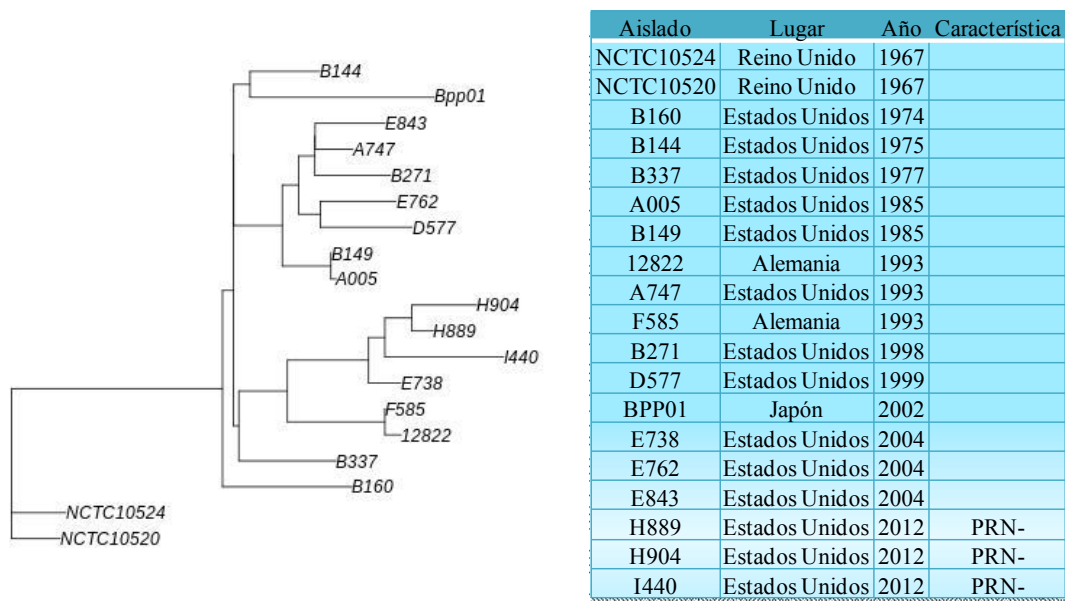 B144
Bpp01
E843
A747
B271
E762
D577
B149
A005
H904
H889
I440
E738
F585
12822
B337
B160
NCTC10524
NCTC10520
Aislado Lugar Año Característica
NCTC10524 Reino Unido 1967
NCTC10520 Reino Unido 1967
B160 Estados Unidos 1974
B144 Estados Unidos 1975
B337 Estados Unidos 1977
A005 Estados Unidos 1985
B149 Estados Unidos 1985
12822 Alemania 1993
A747 Estados Unidos 1993
F585 Alemania 1993
B271 Estados Unidos 1998
D577 Estados Unidos 1999
BPP01 Japón 2002
E738 Estados Unidos 2004
E762 Estados Unidos 2004
E843 Estados Unidos 2004
H889 Estados Unidos 2012 PRN-
H904 Estados Unidos 2012 PRN-
I440 Estados Unidos 2012 PRN-